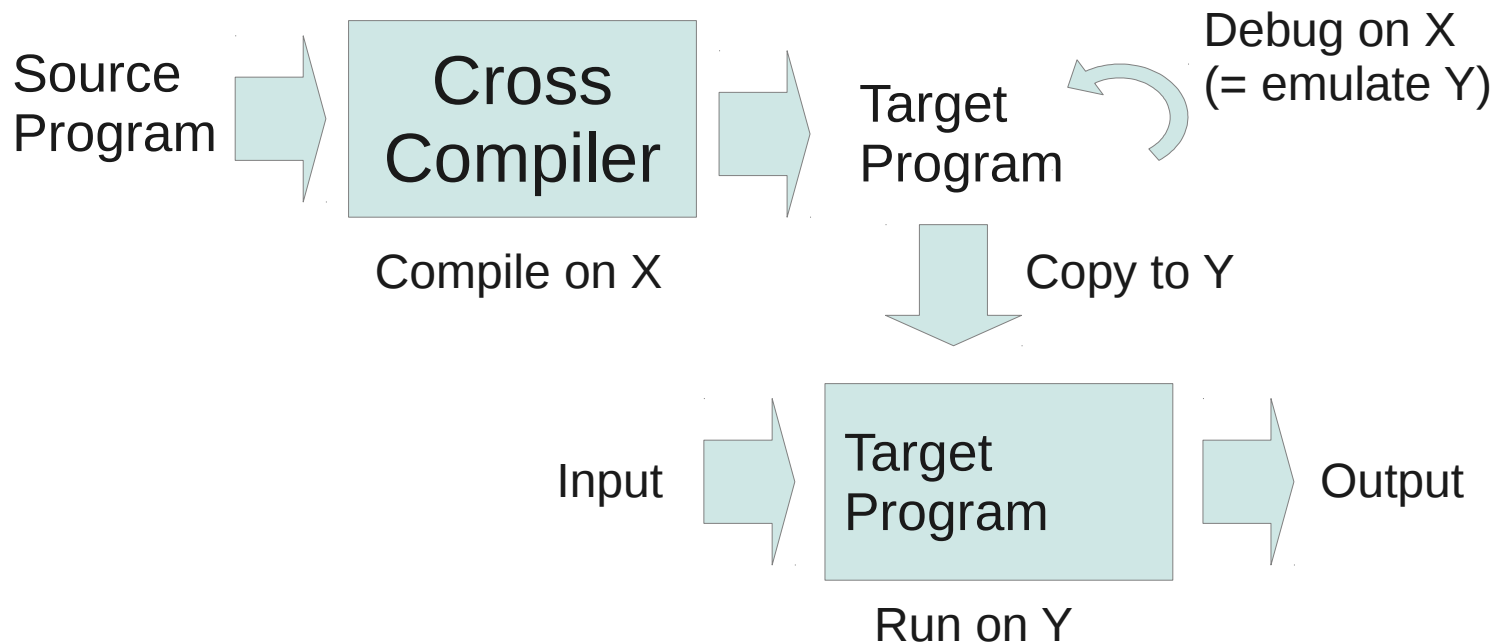 Source
Program
Cross
Compiler
Compile on X
Target
Program
Debug on X
(= emulate Y)
Copy to Y
Input
Target
Program
Output
Run on Y